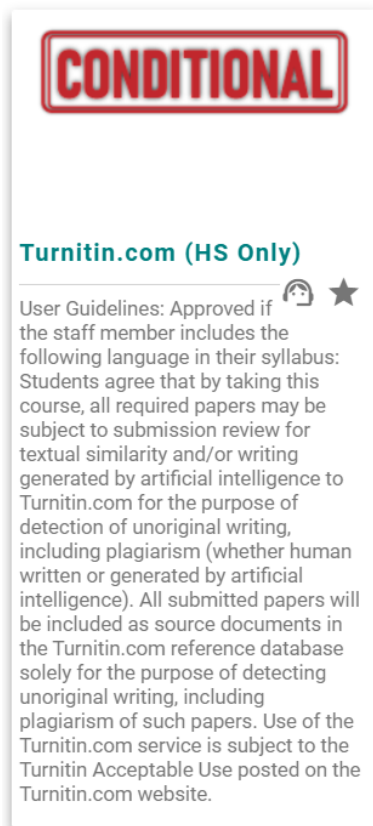 CONDITIONAL
Turnitin.com (HS Only)
User Guidelines: Approved if
the staff member includes the
following language in their syllabus:
Students agree that by taking this
course, all required papers may be
subject to submission review for
textual similarity and/or writing
generated by artificial intelligence to
Turnitin.com for the purpose of
detection of unoriginal writing,
including plagiarism (whether human
written or generated by artificial
intelligence). All submitted papers will
be included as source documents in
the Turnitin.com reference database
solely for the purpose of detecting
unoriginal writing, including
plagiarism of such papers. Use of the
Turnitin.com service is subject to the
Turnitin Acceptable Use posted on the
Turnitin.com website.